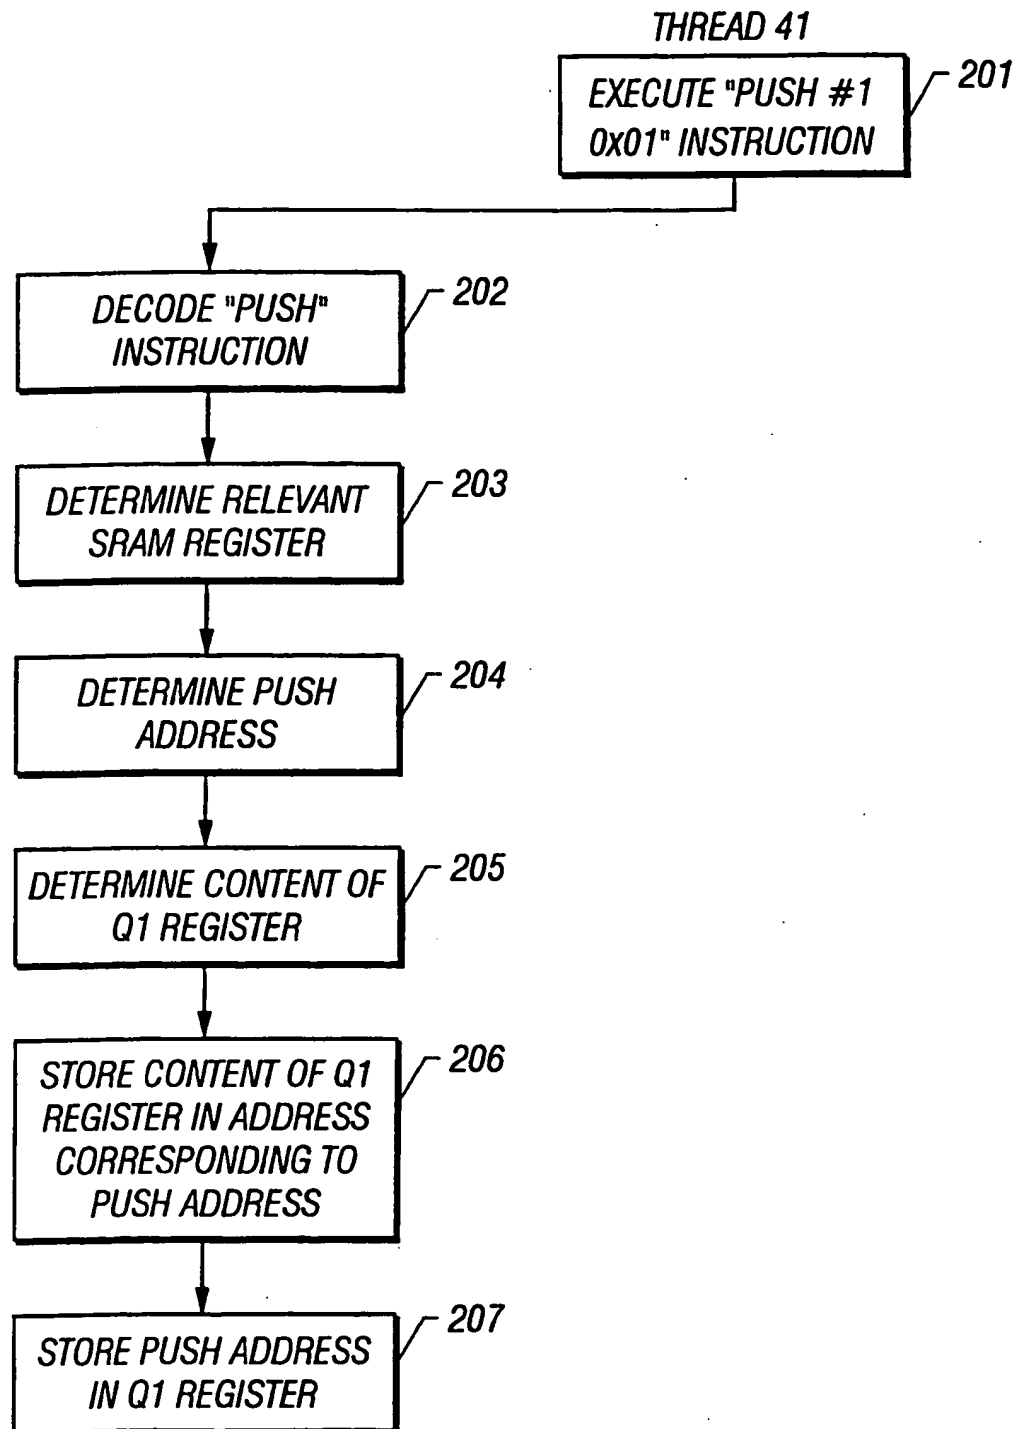 THREAD 41
EXECUTE "PUSH #1
0x01" INSTRUCTION
201
DECODE "PUSH"
INSTRUCTION
202
DETERMINE RELEVANT
SRAM REGISTER
203
DETERMINE PUSH
ADDRESS
204
DETERMINE CONTENT OF
Q1 REGISTER
205
STORE CONTENT OF Q1
REGISTER IN ADDRESS
CORRESPONDING TO
PUSH ADDRESS
206
STORE PUSH ADDRESS
IN Q1 REGISTER
207